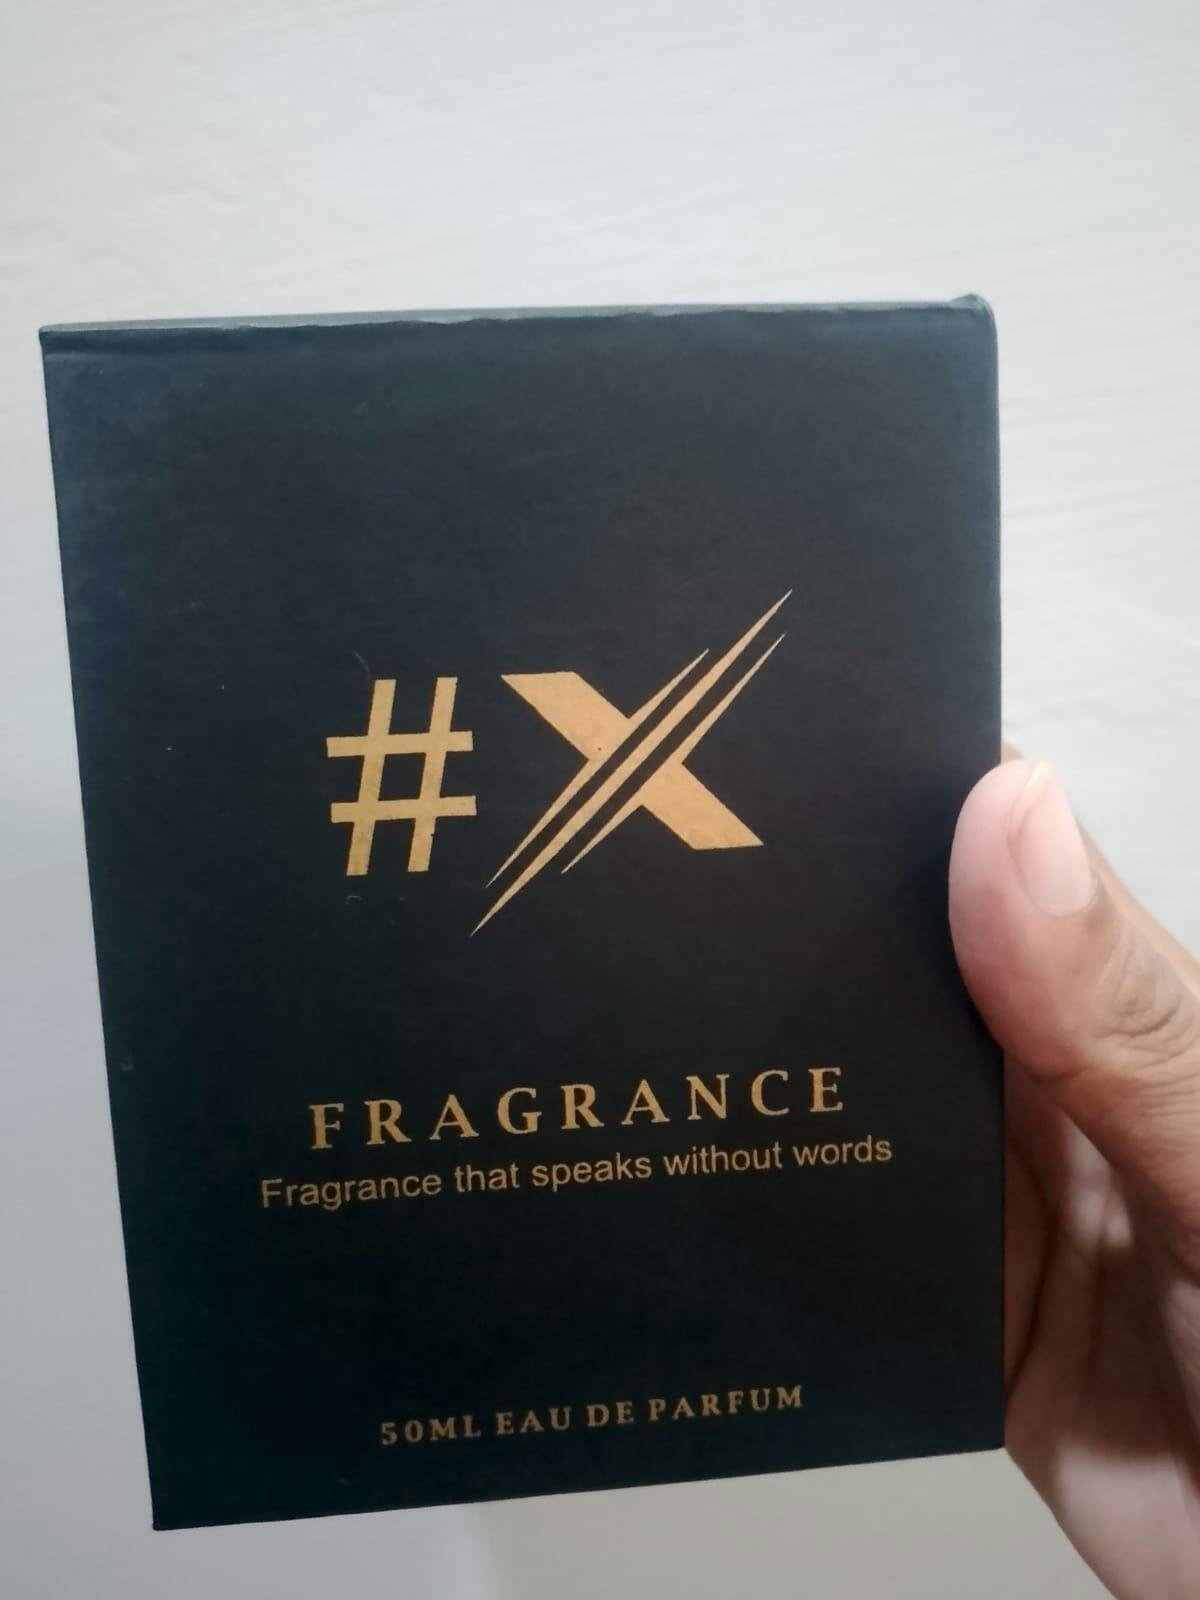 #X
FRAGRANCE
Fragrance that speaks without words
50ML EAU DE PARFUM